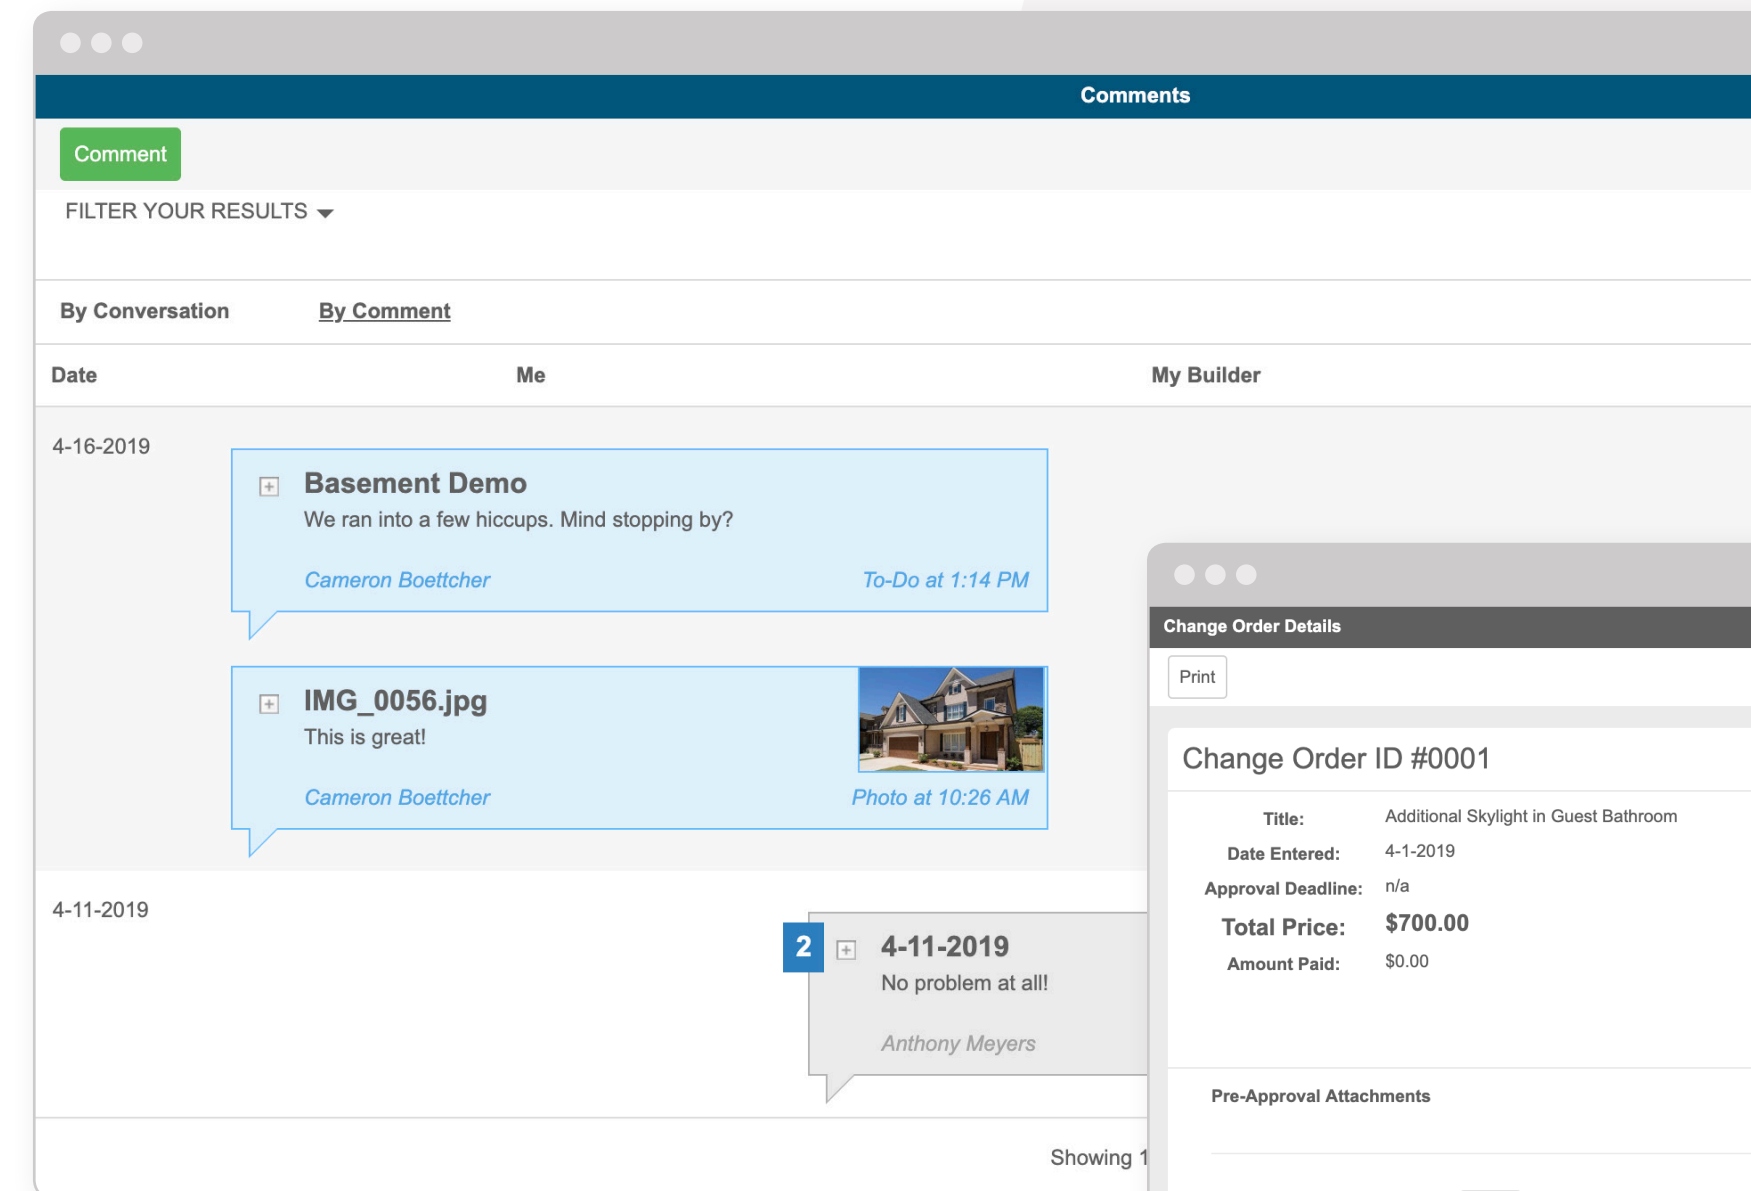 Comments
Comment
FILTER YOUR RESULTS
By Conversation By Comment
Date Me My Builder
4-16-2019
Basement Demo
We ran into a few hiccups. Mind stopping by?
Cameron Boettcher To-Do at 1:14 PM
IMG_0056.jpg
This is great!
Cameron Boettcher Photo at 10:26 AM
4-11-2019
2 4-11-2019
No problem at all!
Anthony Meyers
Showing 1
Change Order Details
Print
Change Order ID #0001
Title: Additional Skylight in Guest Bathroom
Date Entered: 4-1-2019
Approval Deadline: n/a
Total Price: $700.00
Amount Paid: $0.00
Pre-Approval Attachments